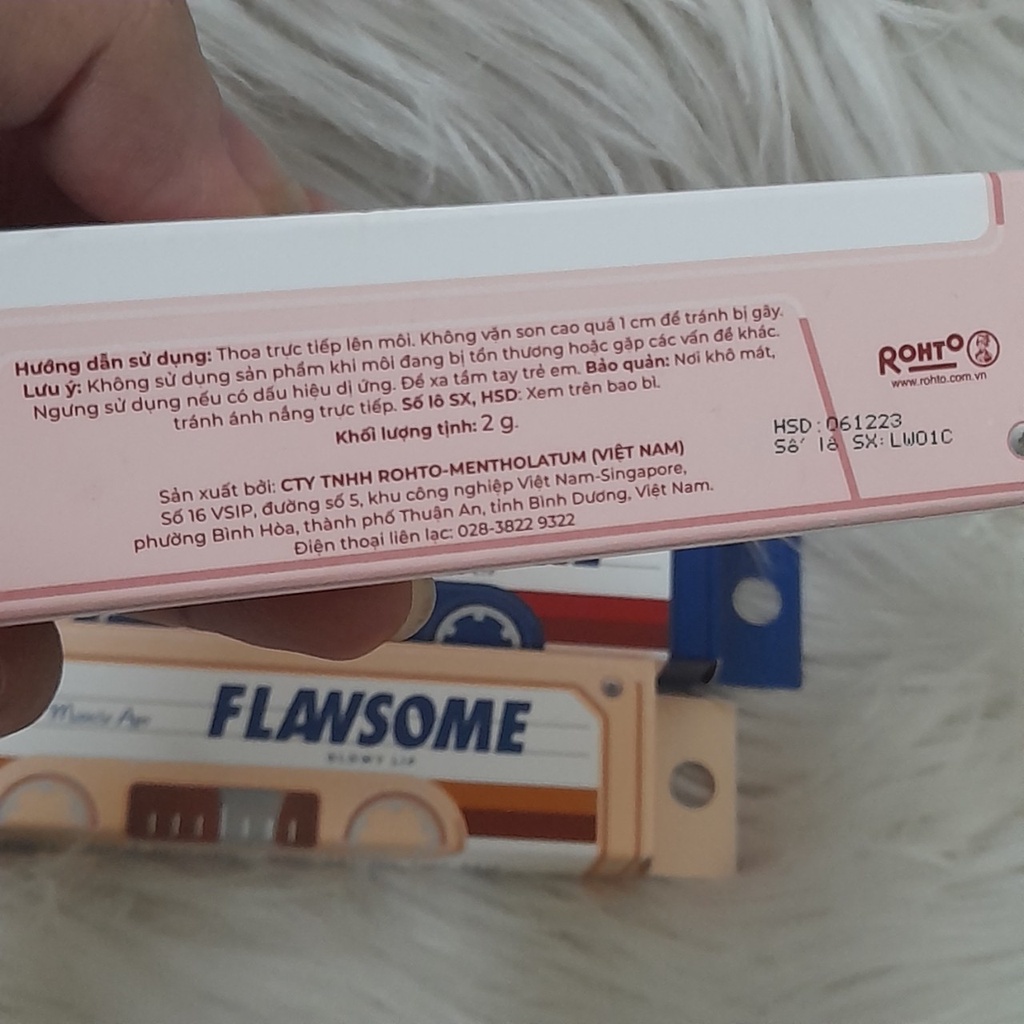 Hướng dẫn sử dụng: Thoa trực tiếp lên môi. Không vặn son cao quá 1 cm để tránh bị gãy.
Lưu ý: Không sử dụng sản phẩm khi môi đang bị tổn thương hoặc gặp các vấn đề khác.
Ngưng sử dụng nếu có dấu hiệu dị ứng. Để xa tầm tay trẻ em. Bảo quản: Nơi khô mát,
tránh ánh nắng trực tiếp. Số lô SX, HSD: Xem trên bao bì.
Khối lượng tịnh: 2 g.
Sản xuất bởi: CTY TNHH ROHTO-MENTHOLATUM (VIỆT NAM)
Số 16 VSIP, đường số 5, khu công nghiệp Việt Nam-Singapore,
phường Bình Hòa, thành phố Thuận An, tỉnh Bình Dương, Việt Nam.
Điện thoại liên lạc: 028-3822 9322
ROHTO
www.rohto.com.vn
HSD:061223
Số lô SX:LW01C
FLAWSOME